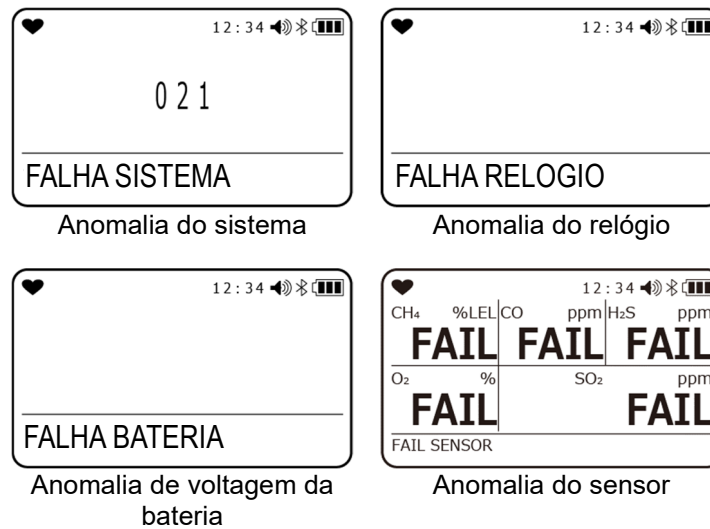 12:34
021
FALHA SISTEMA
Anomalia do sistema
12:34
FALHA RELOGIO
Anomalia do relógio
12:34
FALHA BATERIA
Anomalia de voltagem da
bateria
12:34
CH₄ %LEL CO ppm H₂S ppm
FAIL FAIL FAIL
O₂ % SO₂ ppm
FAIL FAIL
FAIL SENSOR
Anomalia do sensor